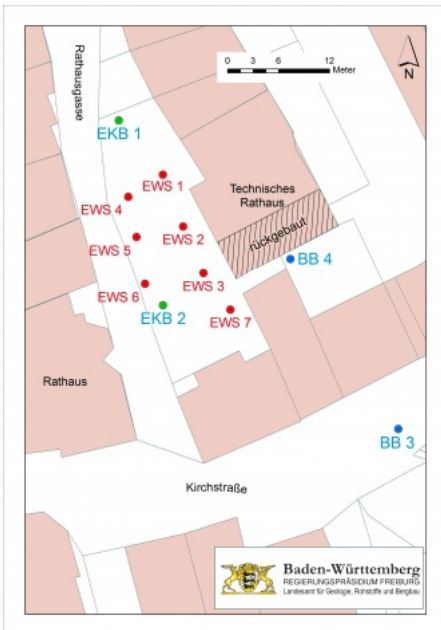 Rathausgasse
0 3 6 12
Meter
N
EKB 1
EWS 1
EWS 4
Technisches
Rathaus
EWS 2
rückgebaut
EWS 5
BB 4
EWS 3
EWS 6
EKB 2
EWS 7
Rathaus
BB 3
Kirchstraße
Baden-Württemberg
REGIERUNGSPRÄSIDIUM FREIBURG
Landesamt für Geologie, Rohstoffe und Bergbau